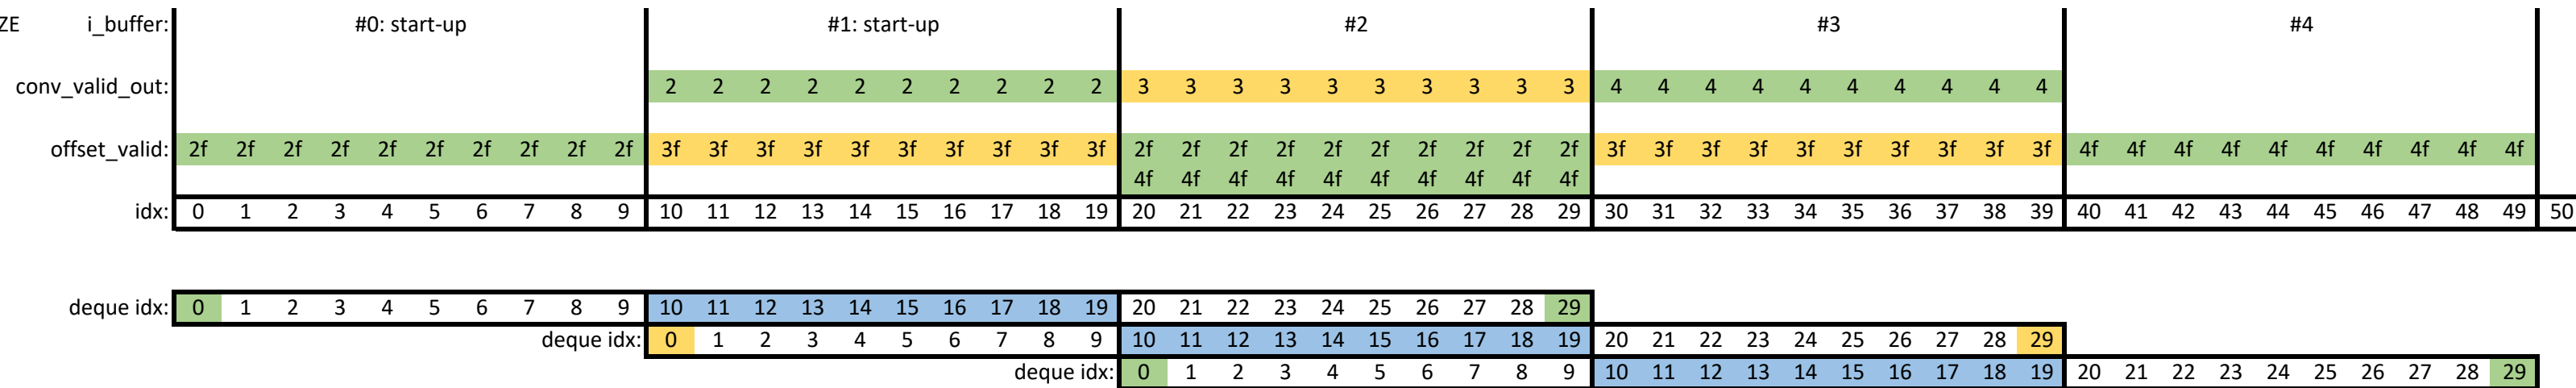 ZE i_buffer: #0: start-up #1: start-up #2 #3 #4
conv_valid_out: 2 2 2 2 2 2 2 2 2 2 3 3 3 3 3 3 3 3 3 3 4 4 4 4 4 4 4 4 4 4
offset_valid: 2f 2f 2f 2f 2f 2f 2f 2f 2f 2f 3f 3f 3f 3f 3f 3f 3f 3f 3f 3f 2f 2f 2f 2f 2f 2f 2f 2f 2f 2f 3f 3f 3f 3f 3f 3f 3f 3f 3f 3f 4f 4f 4f 4f 4f 4f 4f 4f 4f 4f
4f 4f 4f 4f 4f 4f 4f 4f 4f 4f
idx: 0 1 2 3 4 5 6 7 8 9 10 11 12 13 14 15 16 17 18 19 20 21 22 23 24 25 26 27 28 29 30 31 32 33 34 35 36 37 38 39 40 41 42 43 44 45 46 47 48 49 50
deque idx: 0 1 2 3 4 5 6 7 8 9 10 11 12 13 14 15 16 17 18 19 20 21 22 23 24 25 26 27 28 29
deque idx: 0 1 2 3 4 5 6 7 8 9 10 11 12 13 14 15 16 17 18 19 20 21 22 23 24 25 26 27 28 29
deque idx: 0 1 2 3 4 5 6 7 8 9 10 11 12 13 14 15 16 17 18 19 20 21 22 23 24 25 26 27 28 29